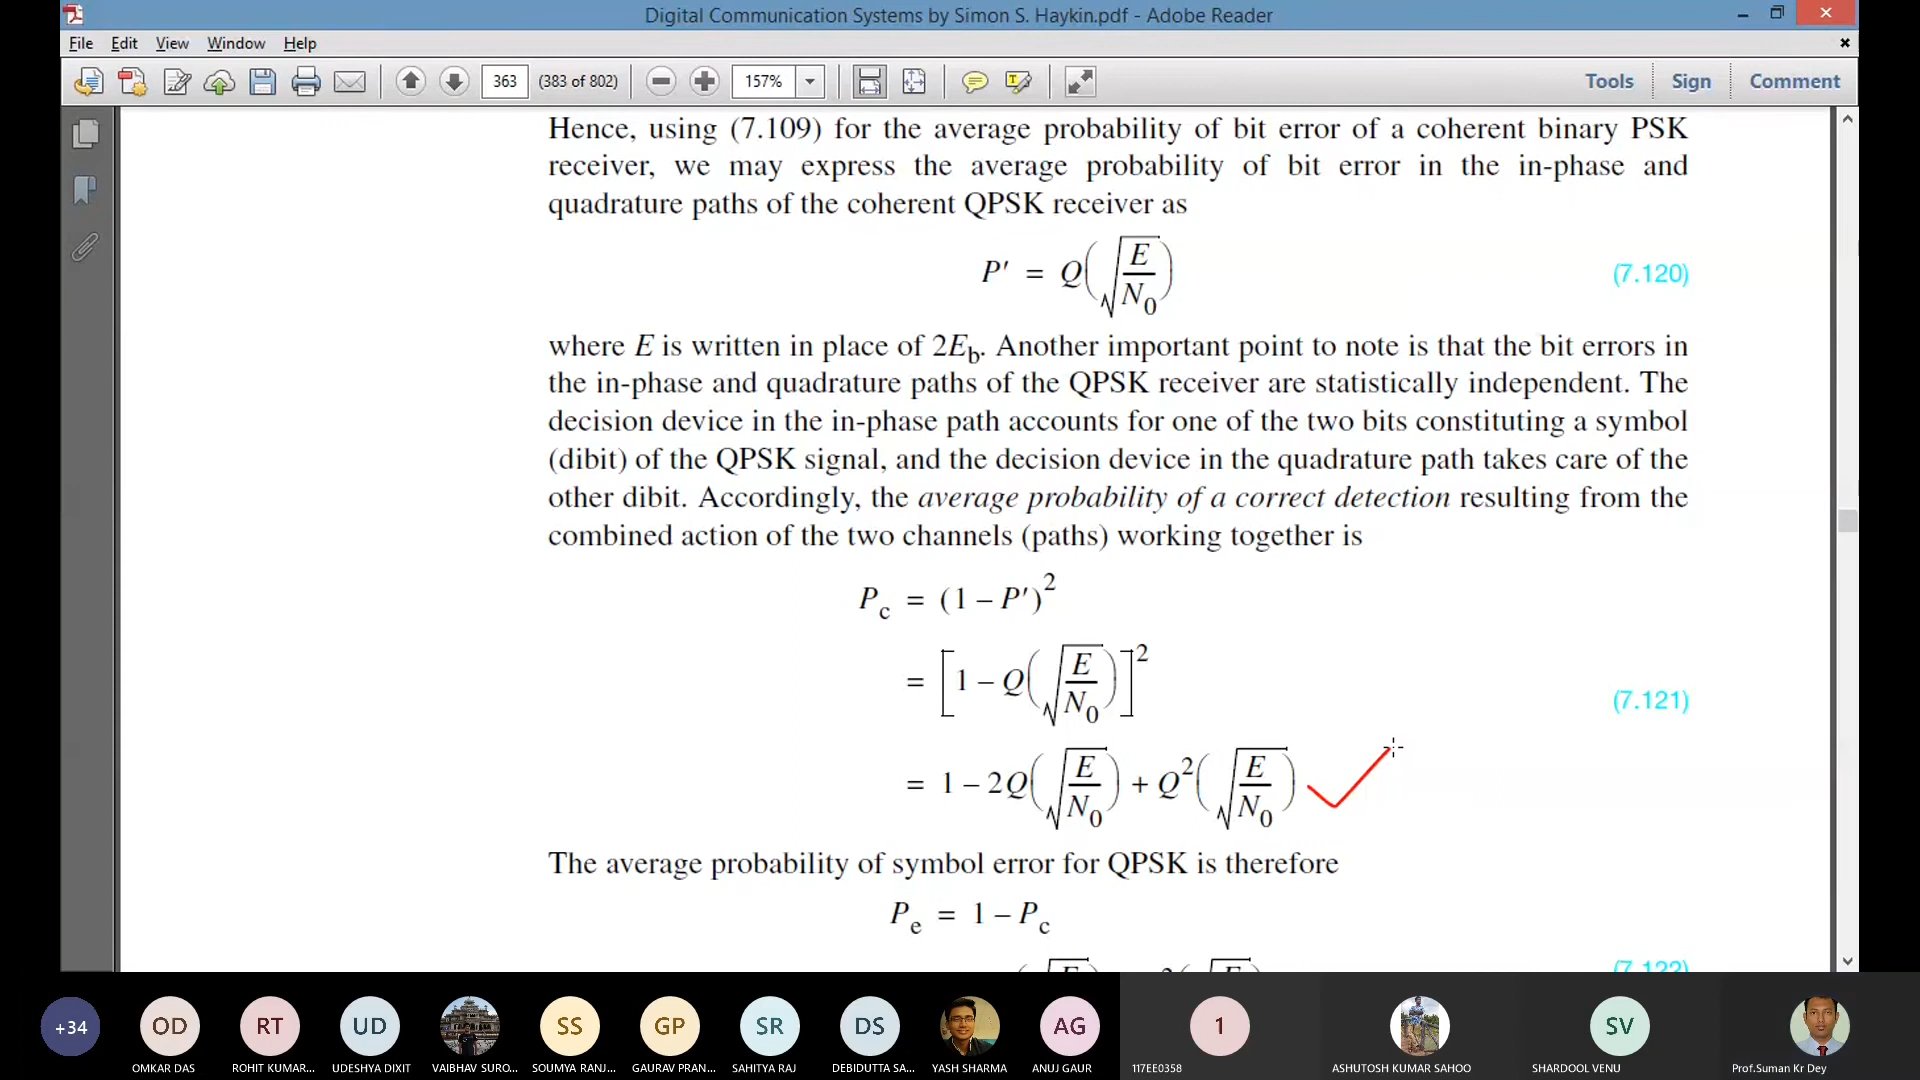 Digital Communication Systems by Simon S. Haykin.pdf - Adobe Reader
File Edit View Window Help
363 (383 of 802) 157% Tools Sign Comment
Hence, using (7.109) for the average probability of bit error of a coherent binary PSK
receiver, we may express the average probability of bit error in the in-phase and
quadrature paths of the coherent QPSK receiver as
P′ = Q(√(E/N₀)) (7.120)
where E is written in place of 2E_b. Another important point to note is that the bit errors in
the in-phase and quadrature paths of the QPSK receiver are statistically independent. The
decision device in the in-phase path accounts for one of the two bits constituting a symbol
(dibit) of the QPSK signal, and the decision device in the quadrature path takes care of the
other dibit. Accordingly, the average probability of a correct detection resulting from the
combined action of the two channels (paths) working together is
P_c = (1 – P′)²
= [1 – Q(√(E/N₀))]² (7.121)
= 1 – 2Q(√(E/N₀)) + Q²(√(E/N₀))
The average probability of symbol error for QPSK is therefore
P_e = 1 – P_c
(7.122)
+34 OD RT UD SS GP SR DS AG 1 SV
OMKAR DAS ROHIT KUMAR... UDESHYA DIXIT VAIBHAV SURO... SOUMYA RANJ... GAURAV PRAN... SAHITYA RAJ DEBIDUTTA SA... YASH SHARMA ANUJ GAUR 117EE0358 ASHUTOSH KUMAR SAHOO SHARDOOL VENU Prof.Suman Kr Dey